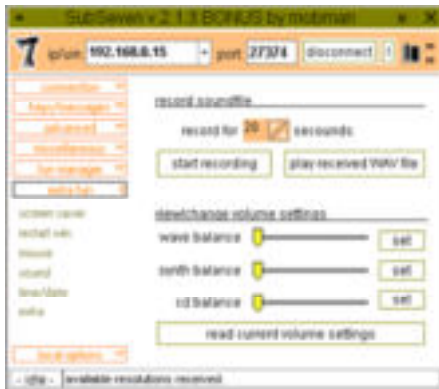 SubSeven v 2.1.3 BONUS by mobman
ip/uin: 192.168.0.15 port: 27374 disconnect
connection
keys/messages
advanced
miscellaneous
fun manager
extra fun
screen saver
restart win
mouse
sound
time/date
extra
local options
record soundfile
record for 20 secounds
start recording
play received WAV file
view/change volume settings
wave balance set
synth balance set
cd balance set
read current volume settings
available resolutions received